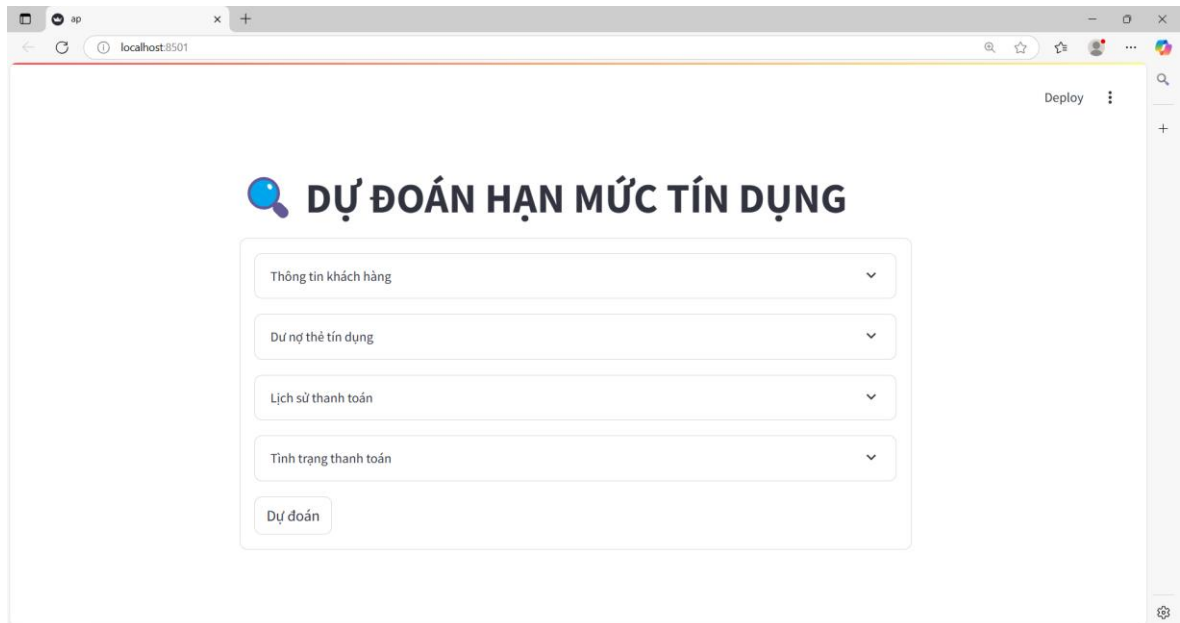 ap
localhost:8501
Deploy
DỰ ĐOÁN HẠN MỨC TÍN DỤNG
Thông tin khách hàng
Dư nợ thẻ tín dụng
Lịch sử thanh toán
Tình trạng thanh toán
Dự đoán